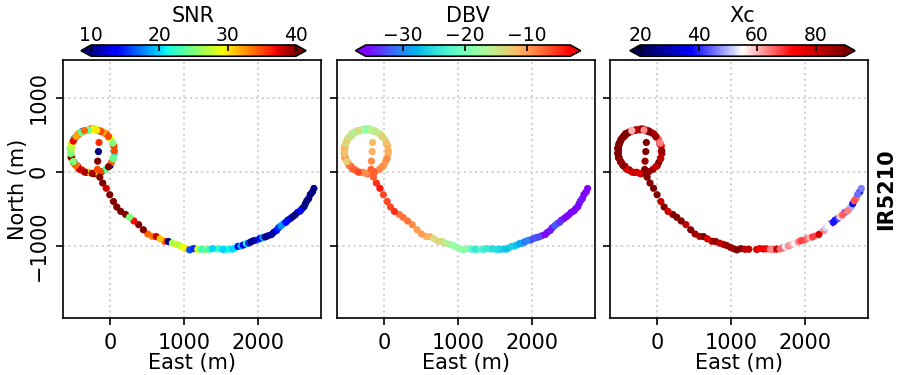 SNR DBV Xc
10 20 30 40 −30 −20 −10 20 40 60 80
1000
0
−1000
North (m)
IR5210
0 1000 2000 0 1000 2000 0 1000 2000
East (m) East (m) East (m)